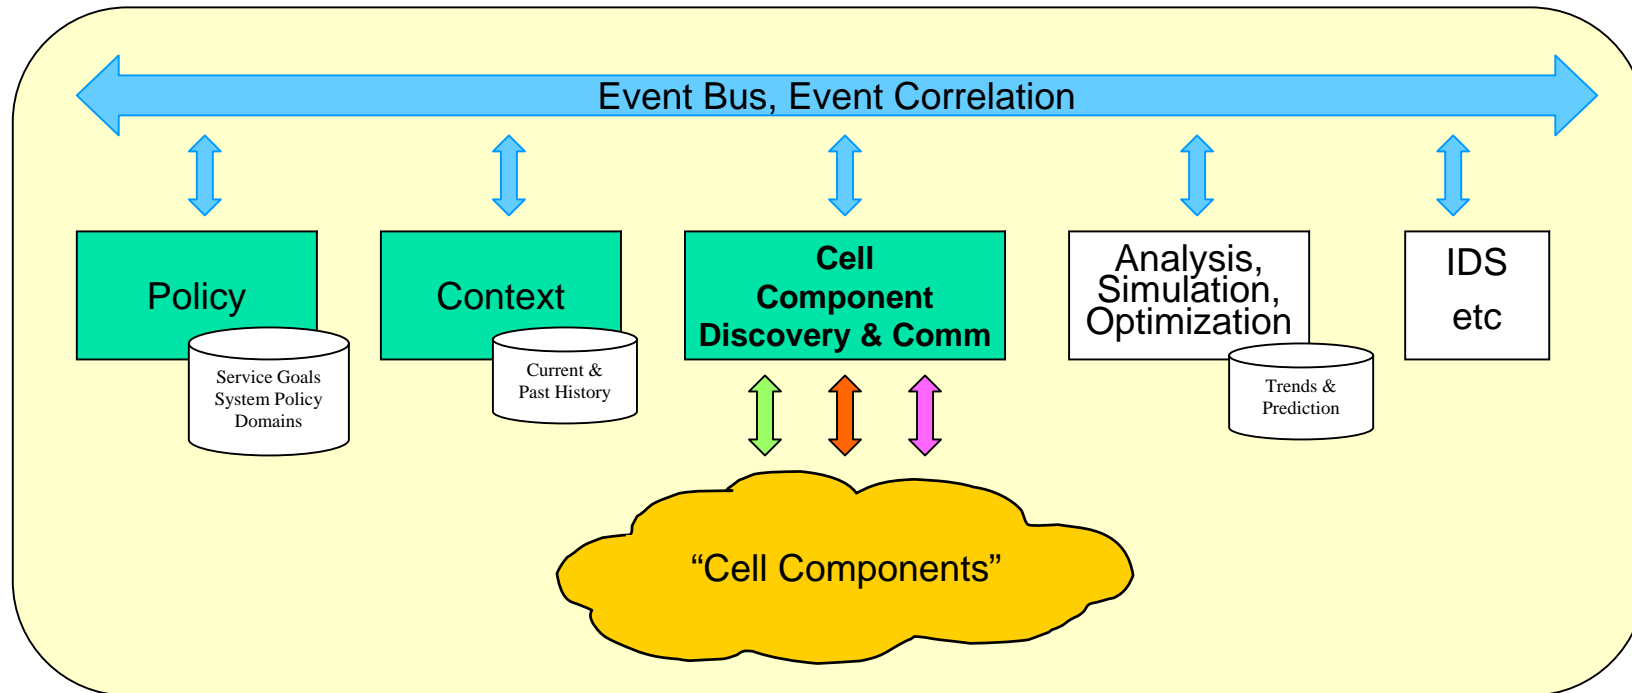 Event Bus, Event Correlation
Policy
Service Goals
System Policy
Domains
Context
Current &
Past History
Cell
Component
Discovery & Comm
Analysis,
Simulation,
Optimization
Trends &
Prediction
IDS
etc
“Cell Components”